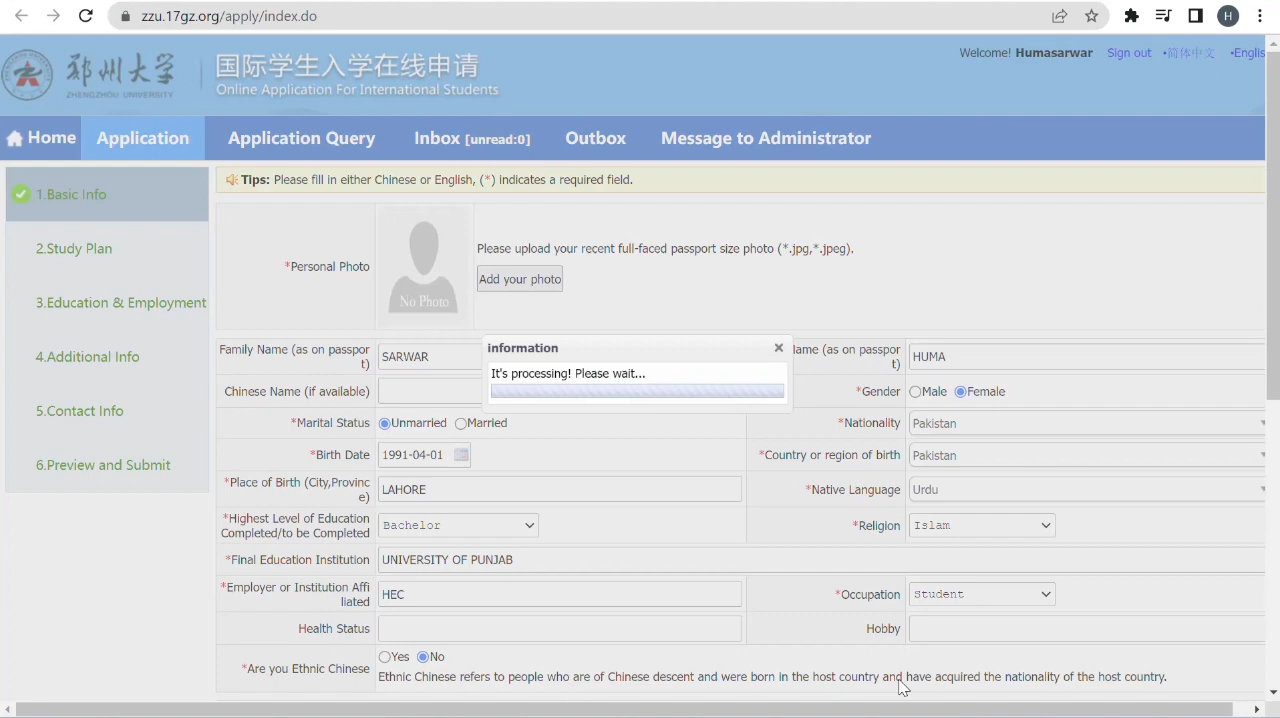 zzu.17gz.org/apply/index.do
H
郑州大学
ZHENGZHOU UNIVERSITY
国际学生入学在线申请
Online Application For International Students
Welcome! Humasarwar Sign out •简体中文 •Englis
Home Application Application Query Inbox [unread:0] Outbox Message to Administrator
1.Basic Info
2.Study Plan
3.Education & Employment
4.Additional Info
5.Contact Info
6.Preview and Submit
Tips: Please fill in either Chinese or English, (*) indicates a required field.
*Personal Photo
No Photo
Please upload your recent full-faced passport size photo (*.jpg,*.jpeg).
Add your photo
information
It's processing! Please wait...
Family Name (as on passpor
t)
SARWAR
ame (as on passpor
t)
HUMA
Chinese Name (if available)
*Gender Male Female
*Marital Status Unmarried Married
*Nationality Pakistan
*Birth Date 1991-04-01
*Country or region of birth Pakistan
*Place of Birth (City,Provinc
e)
LAHORE
*Native Language Urdu
*Highest Level of Education
Completed/to be Completed
Bachelor
*Religion Islam
*Final Education Institution UNIVERSITY OF PUNJAB
*Employer or Institution Affi
liated
HEC
*Occupation Student
Health Status
Hobby
*Are you Ethnic Chinese
Yes No
Ethnic Chinese refers to people who are of Chinese descent and were born in the host country and have acquired the nationality of the host country.